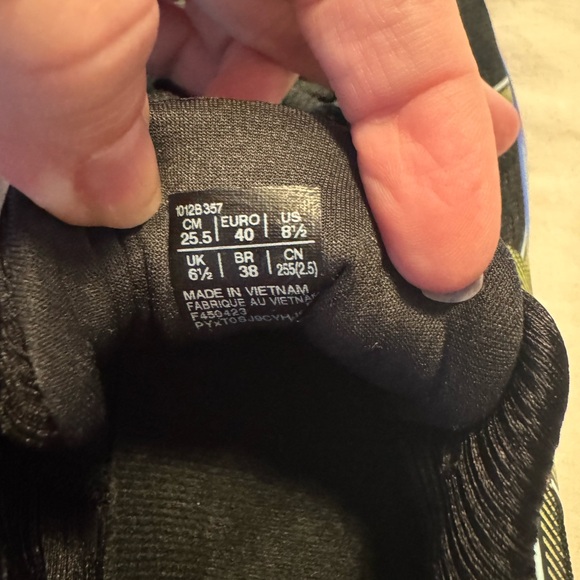 1012B357
CM EURO US
25.5 40 8½
UK BR CN
6½ 38 255(2.5)
MADE IN VIETNAM
FABRIQUE AU
F450423